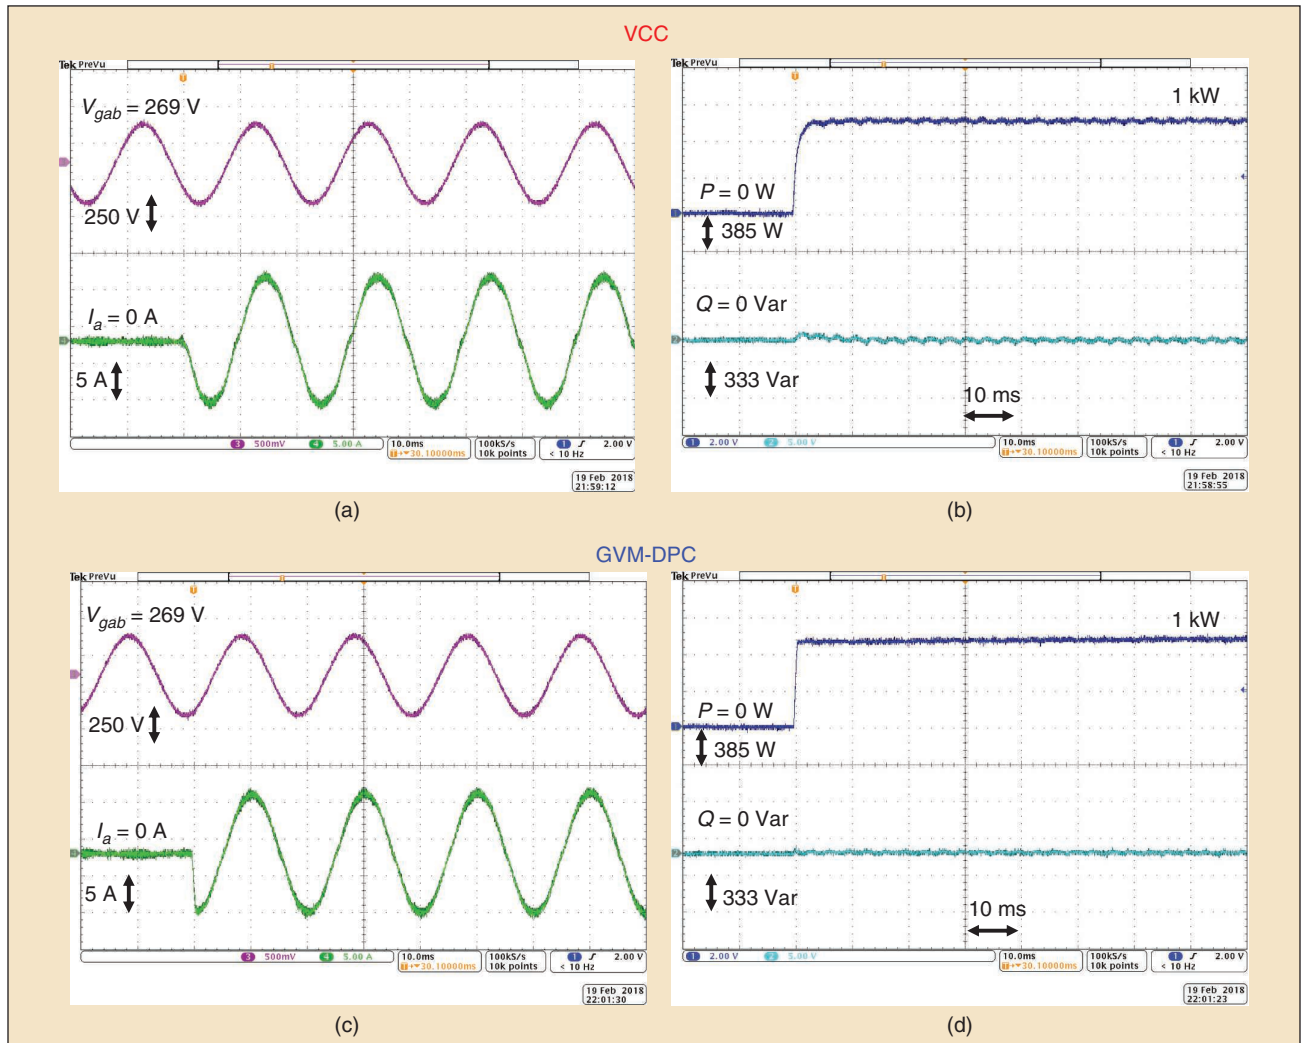 VCC
Tek PreVu
V_gab = 269 V
250 V
I_a = 0 A
5 A
3 500mV 4 5.00 A
10.0ms
30.10000ms
100kS/s
10k points
1 2.00 V
< 10 Hz
19 Feb 2018
21:59:12
(a)
Tek PreVu
1 kW
P = 0 W
385 W
Q = 0 Var
333 Var
10 ms
1 2.00 V 2 5.00 V
10.0ms
30.10000ms
100kS/s
10k points
1 2.00 V
< 10 Hz
19 Feb 2018
21:58:55
(b)
GVM-DPC
Tek PreVu
V_gab = 269 V
250 V
I_a = 0 A
5 A
3 500mV 4 5.00 A
10.0ms
30.10000ms
100kS/s
10k points
1 2.00 V
< 10 Hz
19 Feb 2018
22:01:30
(c)
Tek PreVu
1 kW
P = 0 W
385 W
Q = 0 Var
333 Var
10 ms
1 2.00 V 2 5.00 V
10.0ms
30.10000ms
100kS/s
10k points
1 2.00 V
< 10 Hz
19 Feb 2018
22:01:23
(d)